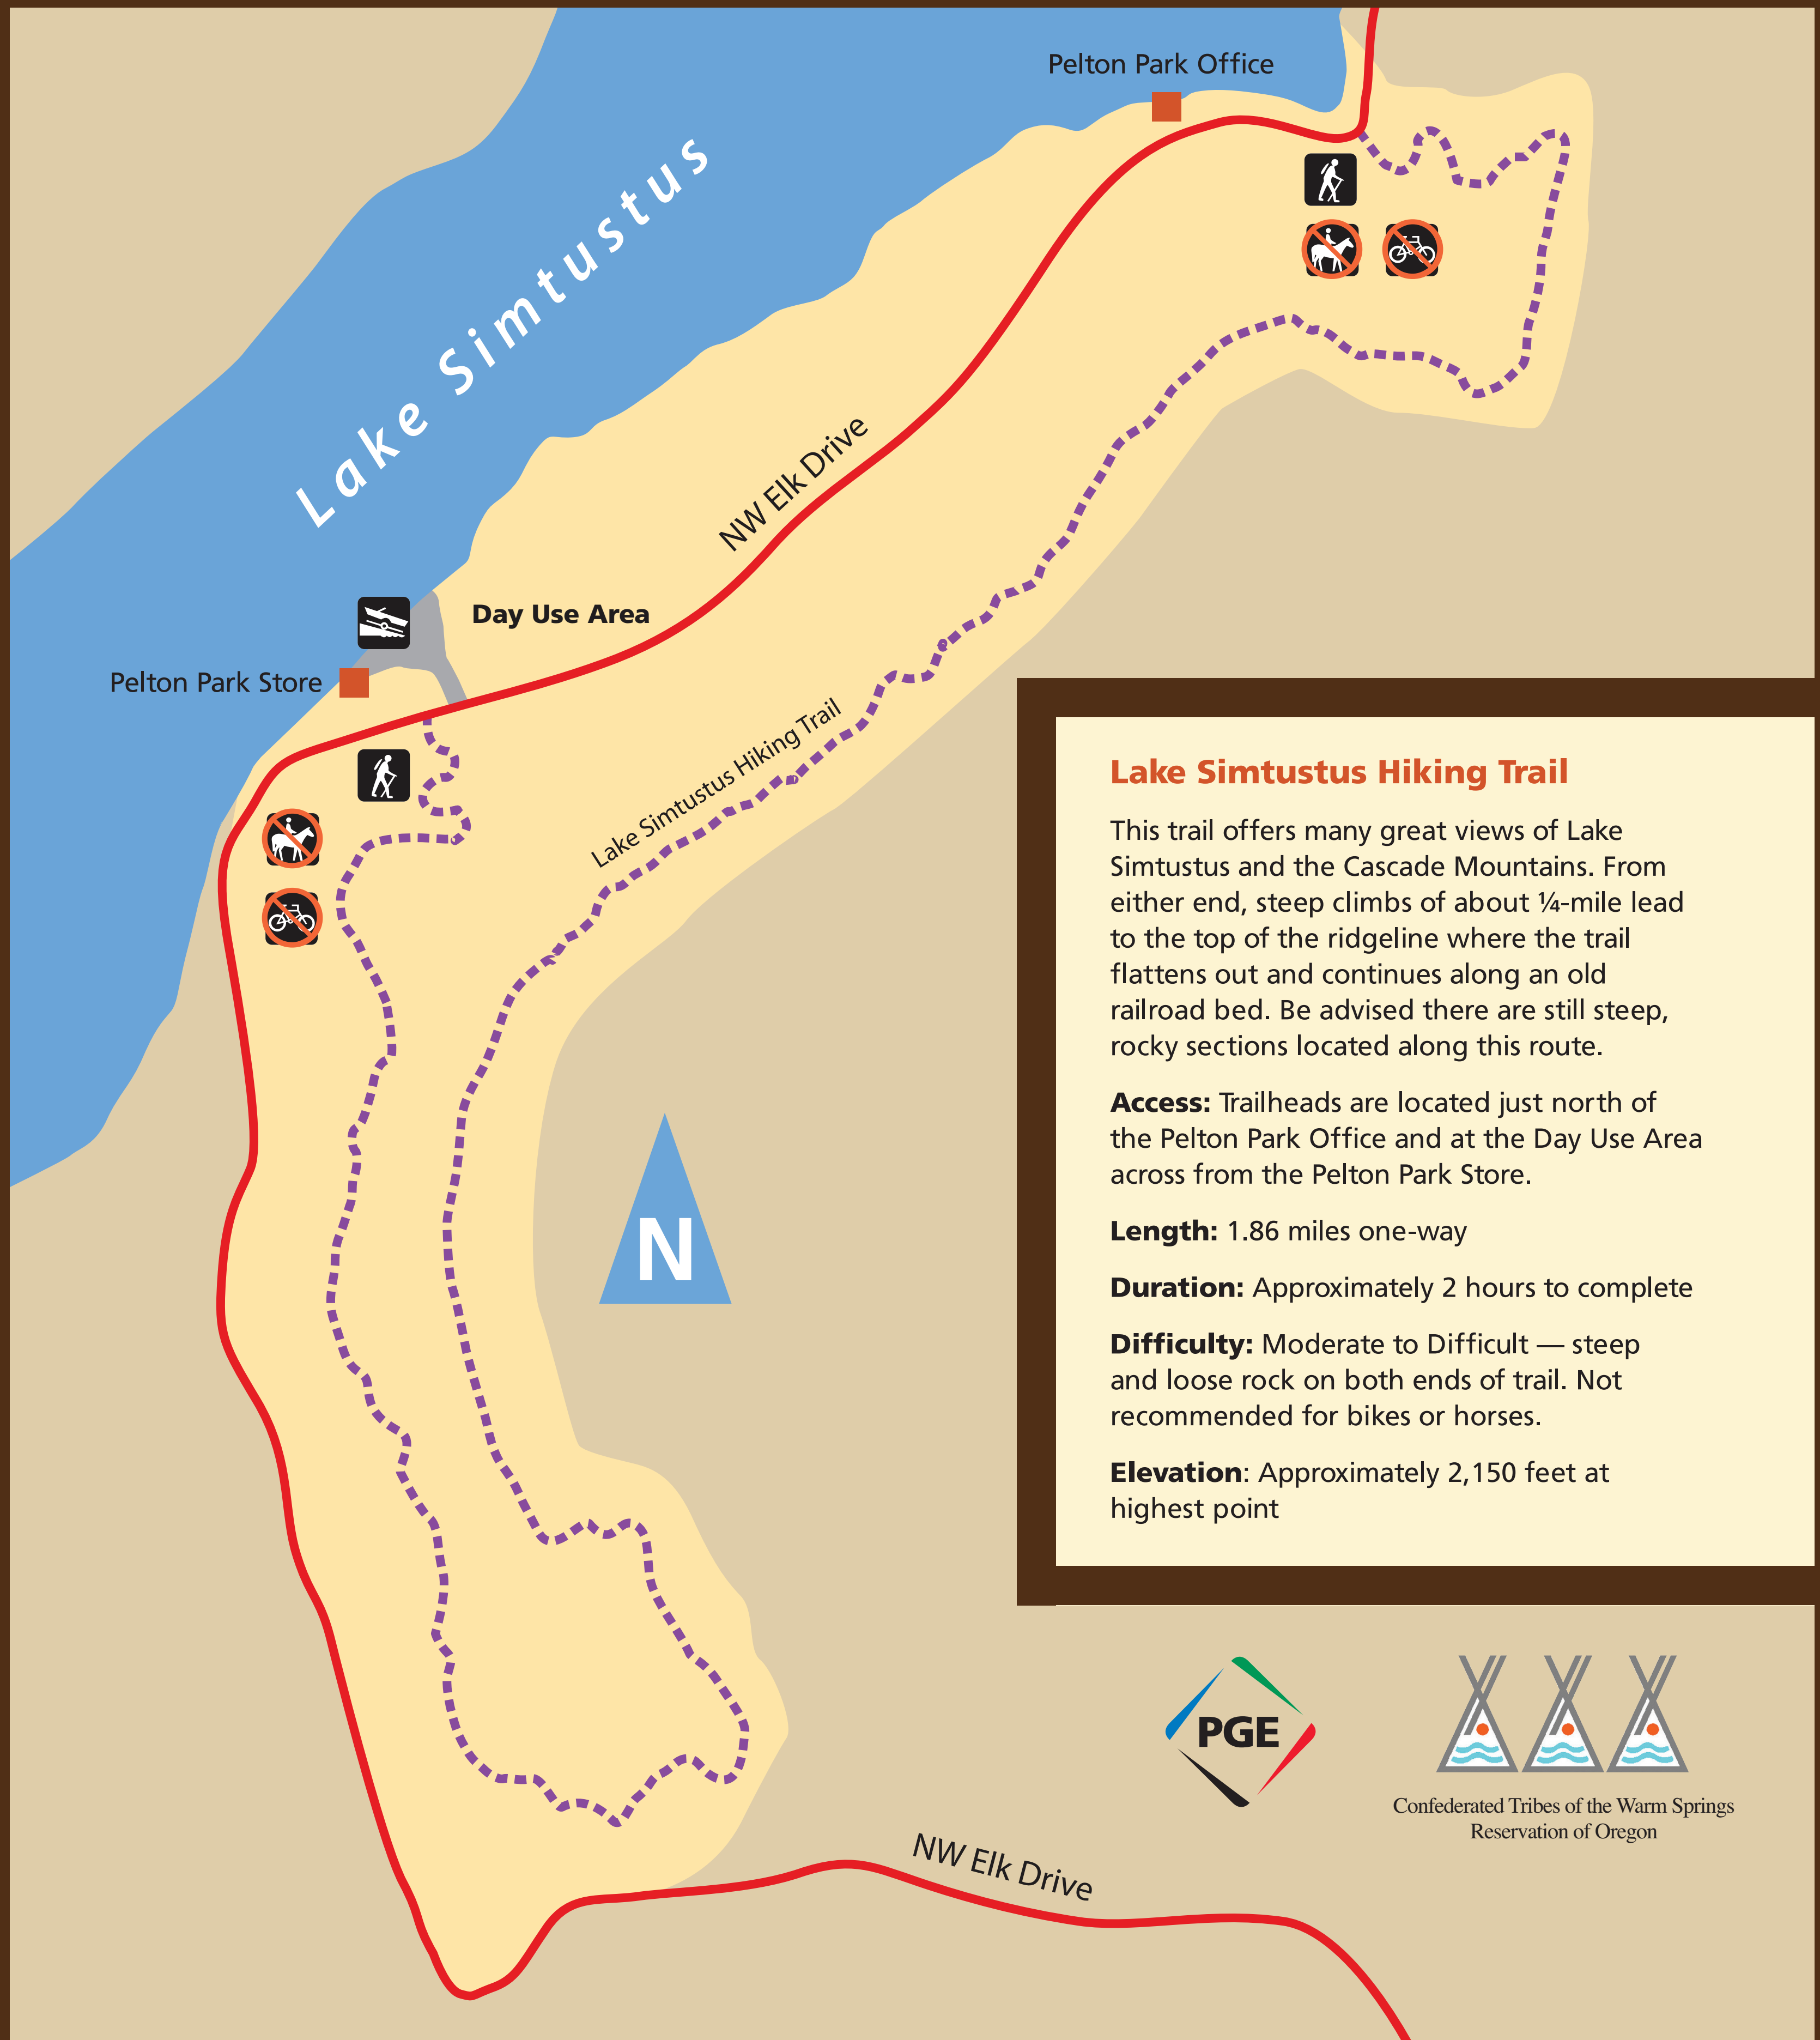 Pelton Park Office
Lake Simtustus
NW Elk Drive
Day Use Area
Pelton Park Store
Lake Simtustus Hiking Trail
N
Lake Simtustus Hiking Trail
This trail offers many great views of Lake
Simtustus and the Cascade Mountains. From
either end, steep climbs of about ¼-mile lead
to the top of the ridgeline where the trail
flattens out and continues along an old
railroad bed. Be advised there are still steep,
rocky sections located along this route.
Access: Trailheads are located just north of
the Pelton Park Office and at the Day Use Area
across from the Pelton Park Store.
Length: 1.86 miles one-way
Duration: Approximately 2 hours to complete
Difficulty: Moderate to Difficult — steep
and loose rock on both ends of trail. Not
recommended for bikes or horses.
Elevation: Approximately 2,150 feet at
highest point
PGE
Confederated Tribes of the Warm Springs
Reservation of Oregon
NW Elk Drive